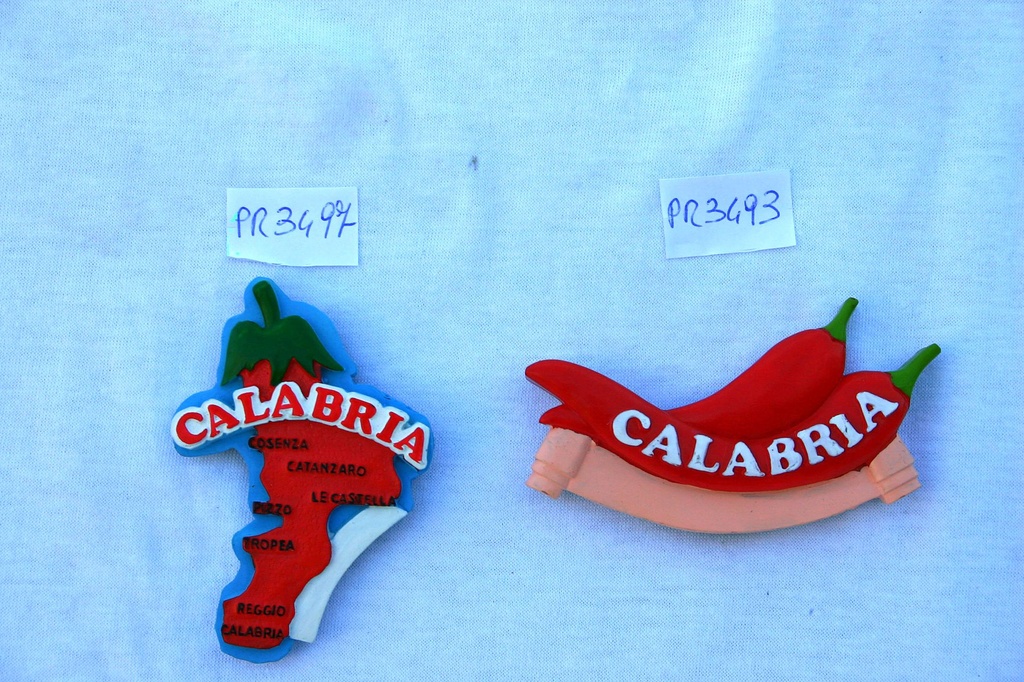 PR3497
PR3493
CALABRIA
COSENZA
CATANZARO
LE CASTELLA
PIZZO
TROPEA
REGGIO
CALABRIA
CALABRIA